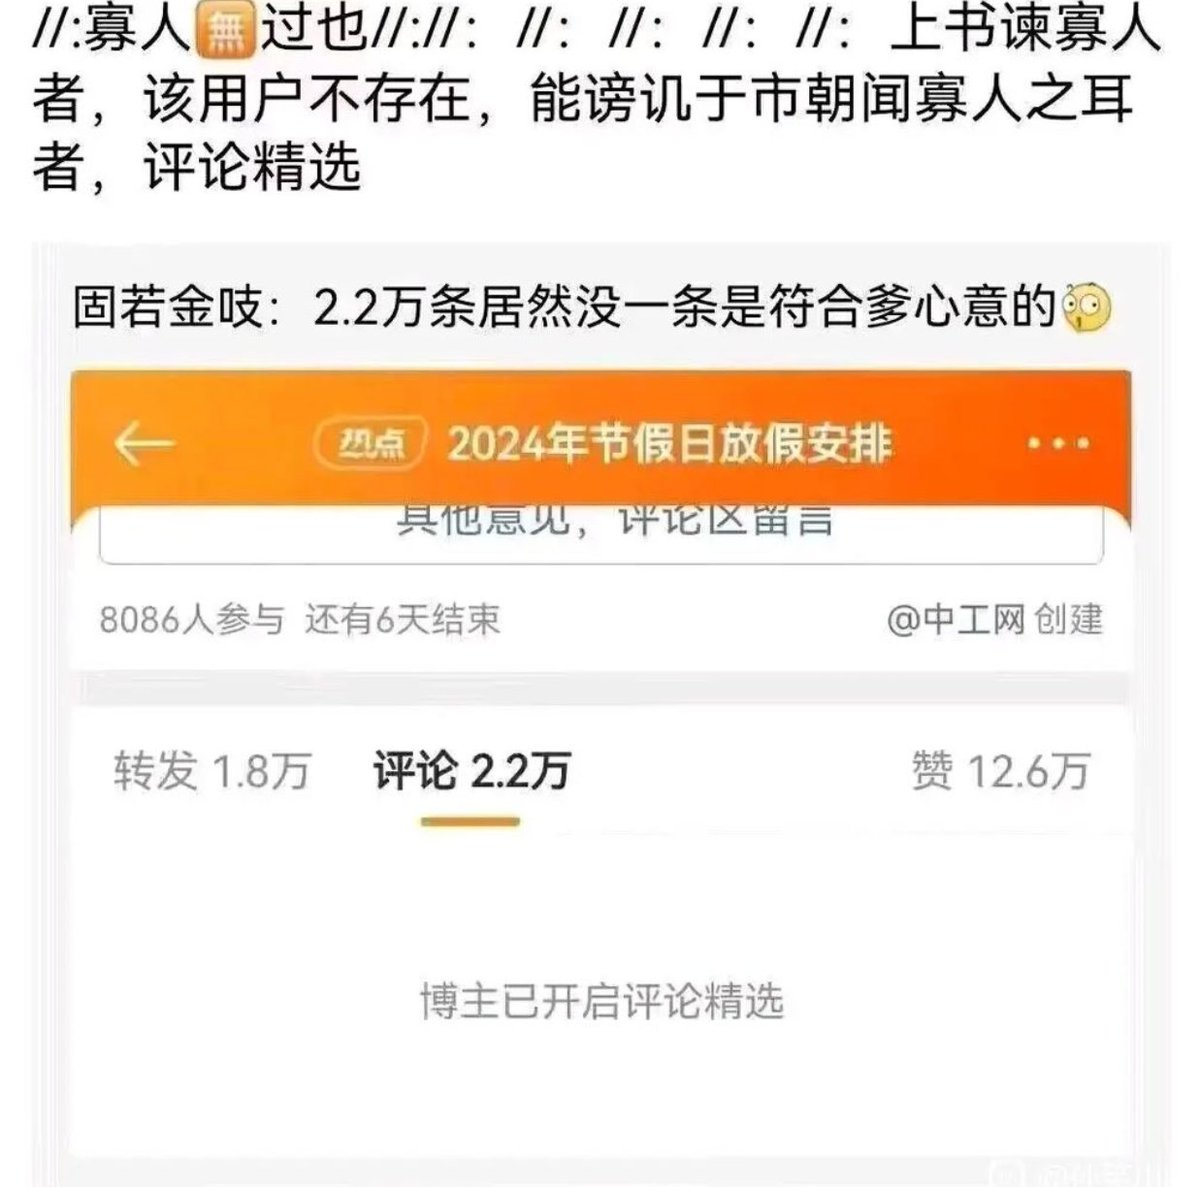 //:寡人🈚过也//://：//：//：//：//：上书谏寡人
者，该用户不存在，能谤讥于市朝闻寡人之耳
者，评论精选
固若金吱：2.2万条居然没一条是符合爹心意的
热点 2024年节假日放假安排
其他意见，评论区留言
8086人参与 还有6天结束 @中工网 创建
转发 1.8万 评论 2.2万 赞 12.6万
博主已开启评论精选